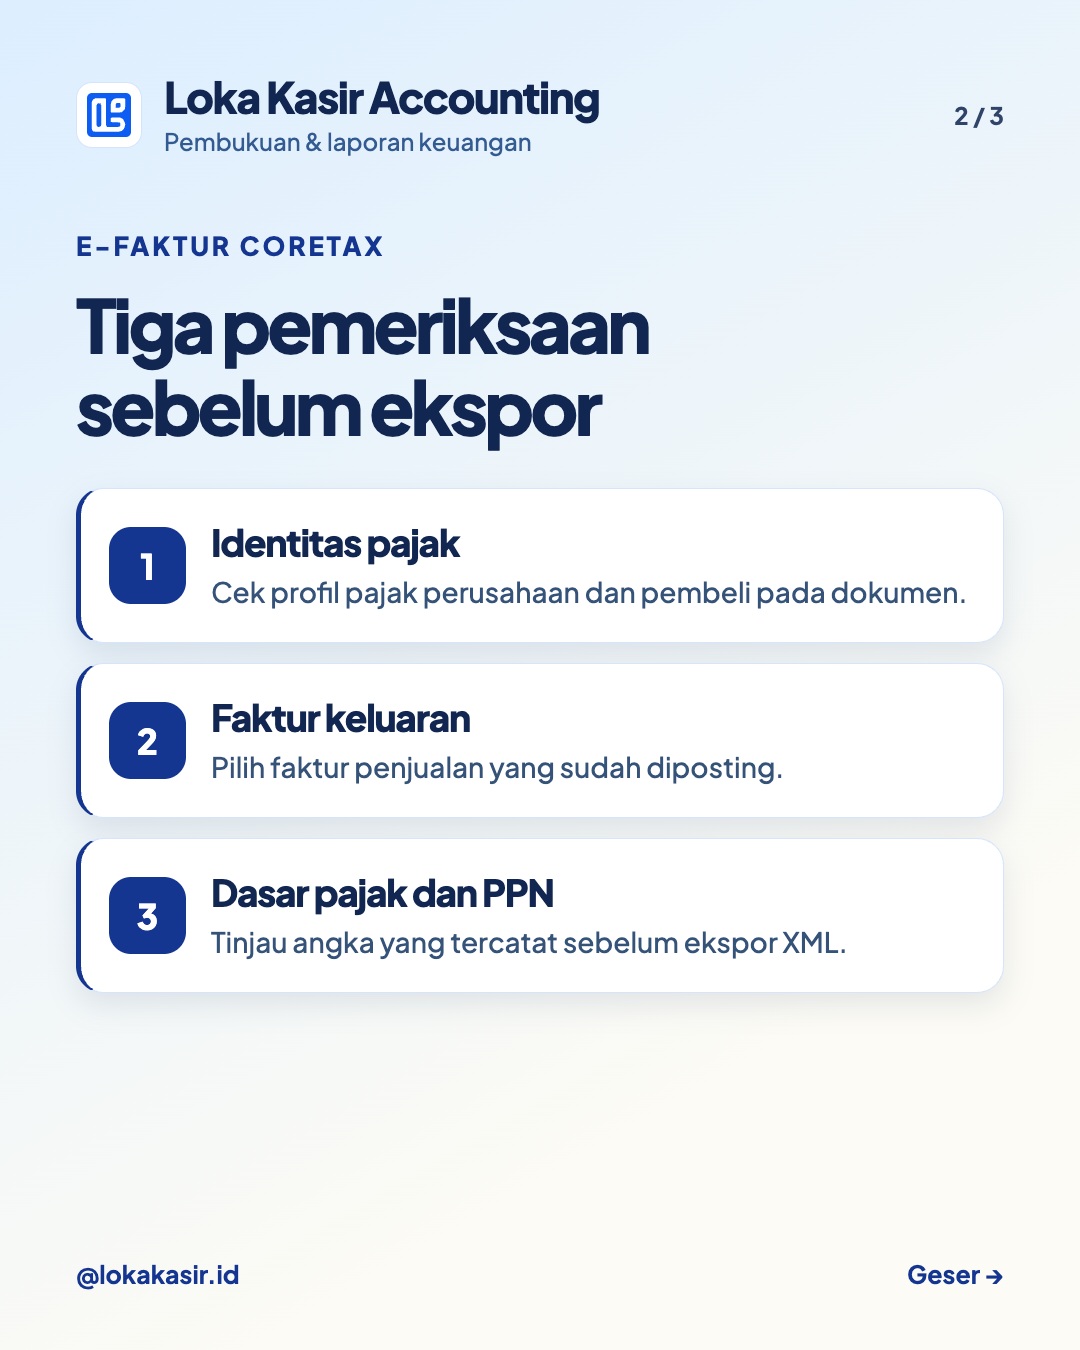 Loka Kasir Accounting
Pembukuan & laporan keuangan
2 / 3
E-FAKTUR CORETAX
Tiga pemeriksaan
sebelum ekspor
1
Identitas pajak
Cek profil pajak perusahaan dan pembeli pada dokumen.
2
Faktur keluaran
Pilih faktur penjualan yang sudah diposting.
3
Dasar pajak dan PPN
Tinjau angka yang tercatat sebelum ekspor XML.
@lokakasir.id
Geser →